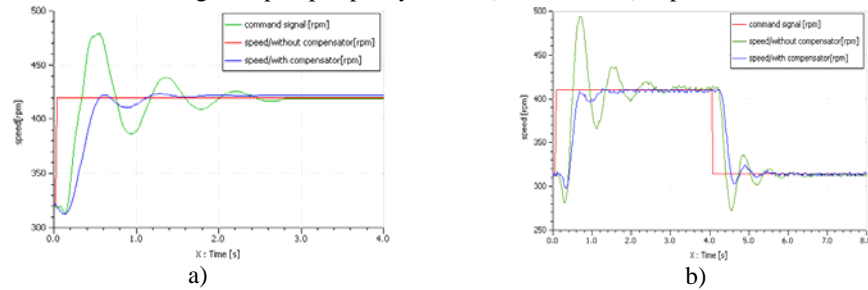 500
450
400
350
300
speed[rpm]
command signal [rpm]
speed/without compensator[rpm]
speed/with compensator[rpm]
0.0 1.0 2.0 3.0 4.0
X : Time [s]
a)
500
450
400
350
300
250
speed [rpm]
command signal [rpm]
speed/without compensator [rpm]
speed/with compensator [rpm]
0.0 1.0 2.0 3.0 4.0 5.0 6.0 7.0 8.0
X : Time [s]
b)